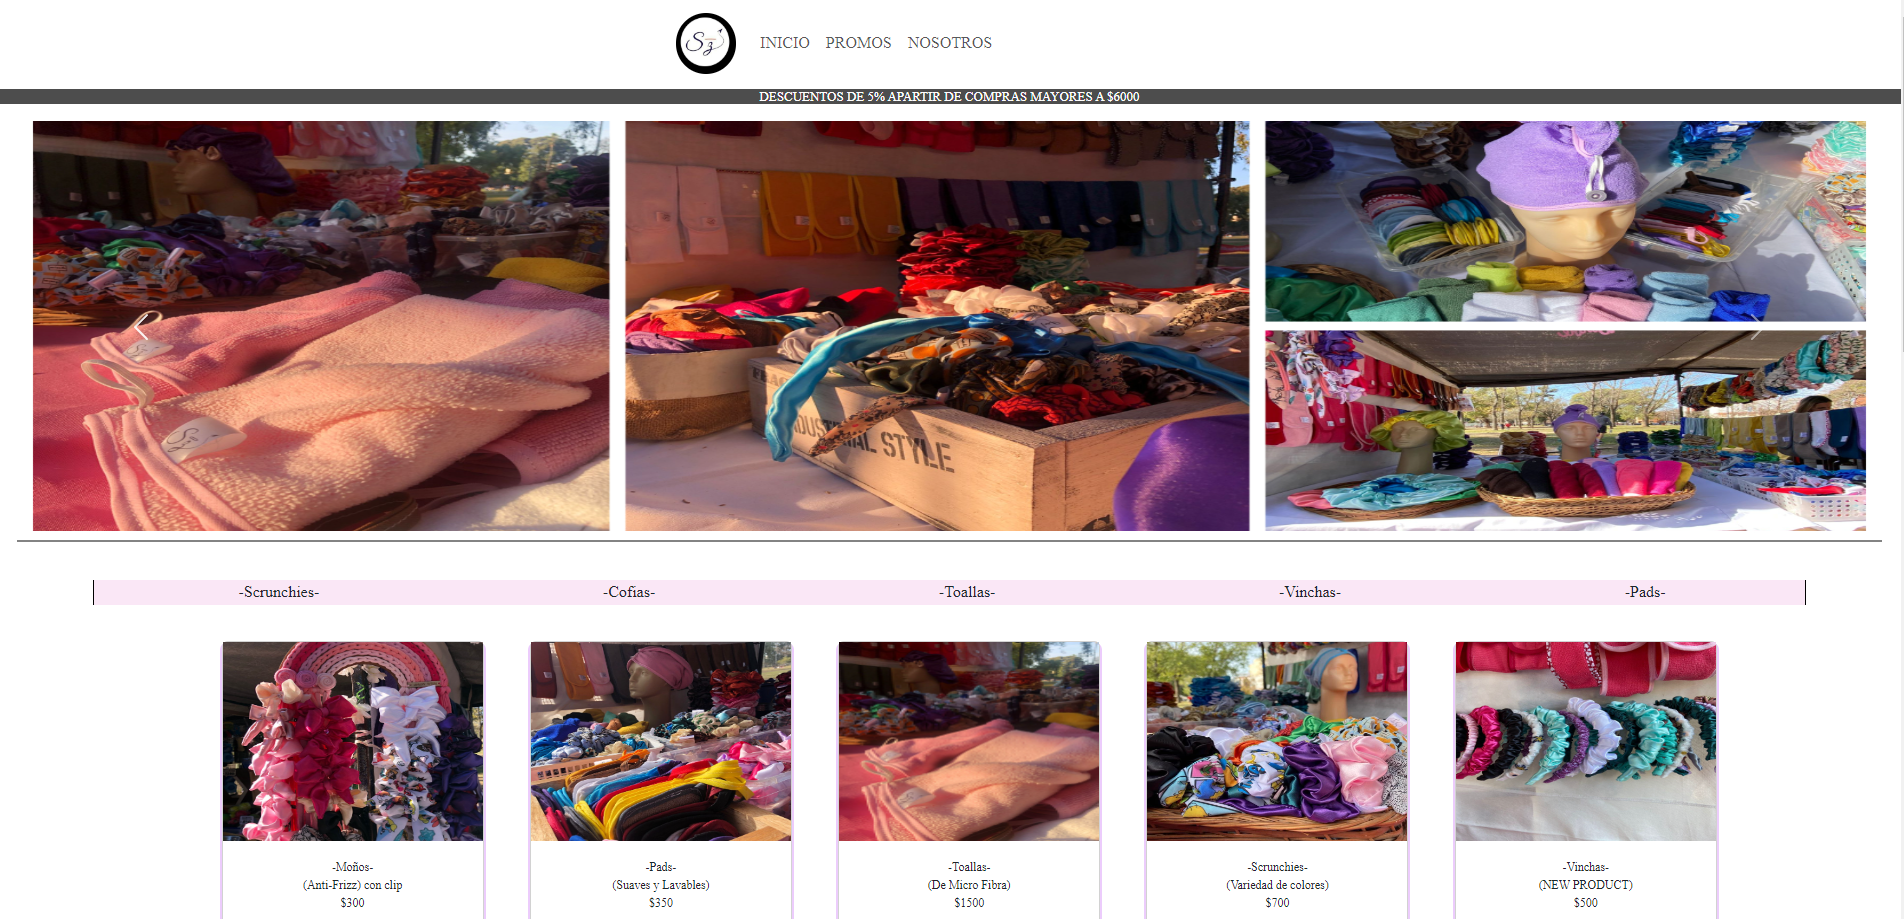 Sz
INICIO PROMOS NOSOTROS
DESCUENTOS DE 5% APARTIR DE COMPRAS MAYORES A $6000
Sz
INDUSTRIAL STYLE
-Scrunchies- -Cofias- -Toallas- -Vinchas- -Pads-
-Moños-
(Anti-Frizz) con clip
$300
-Pads-
(Suaves y Lavables)
$350
-Toallas-
(De Micro Fibra)
$1500
-Scrunchies-
(Variedad de colores)
$700
-Vinchas-
(NEW PRODUCT)
$500